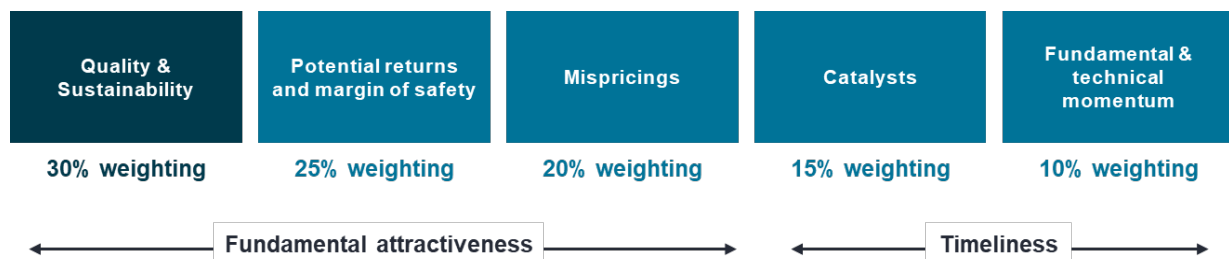 Quality &
Sustainability
Potential returns
and margin of safety
Mispricings
Catalysts
Fundamental &
technical
momentum
30% weighting
25% weighting
20% weighting
15% weighting
10% weighting
Fundamental attractiveness
Timeliness